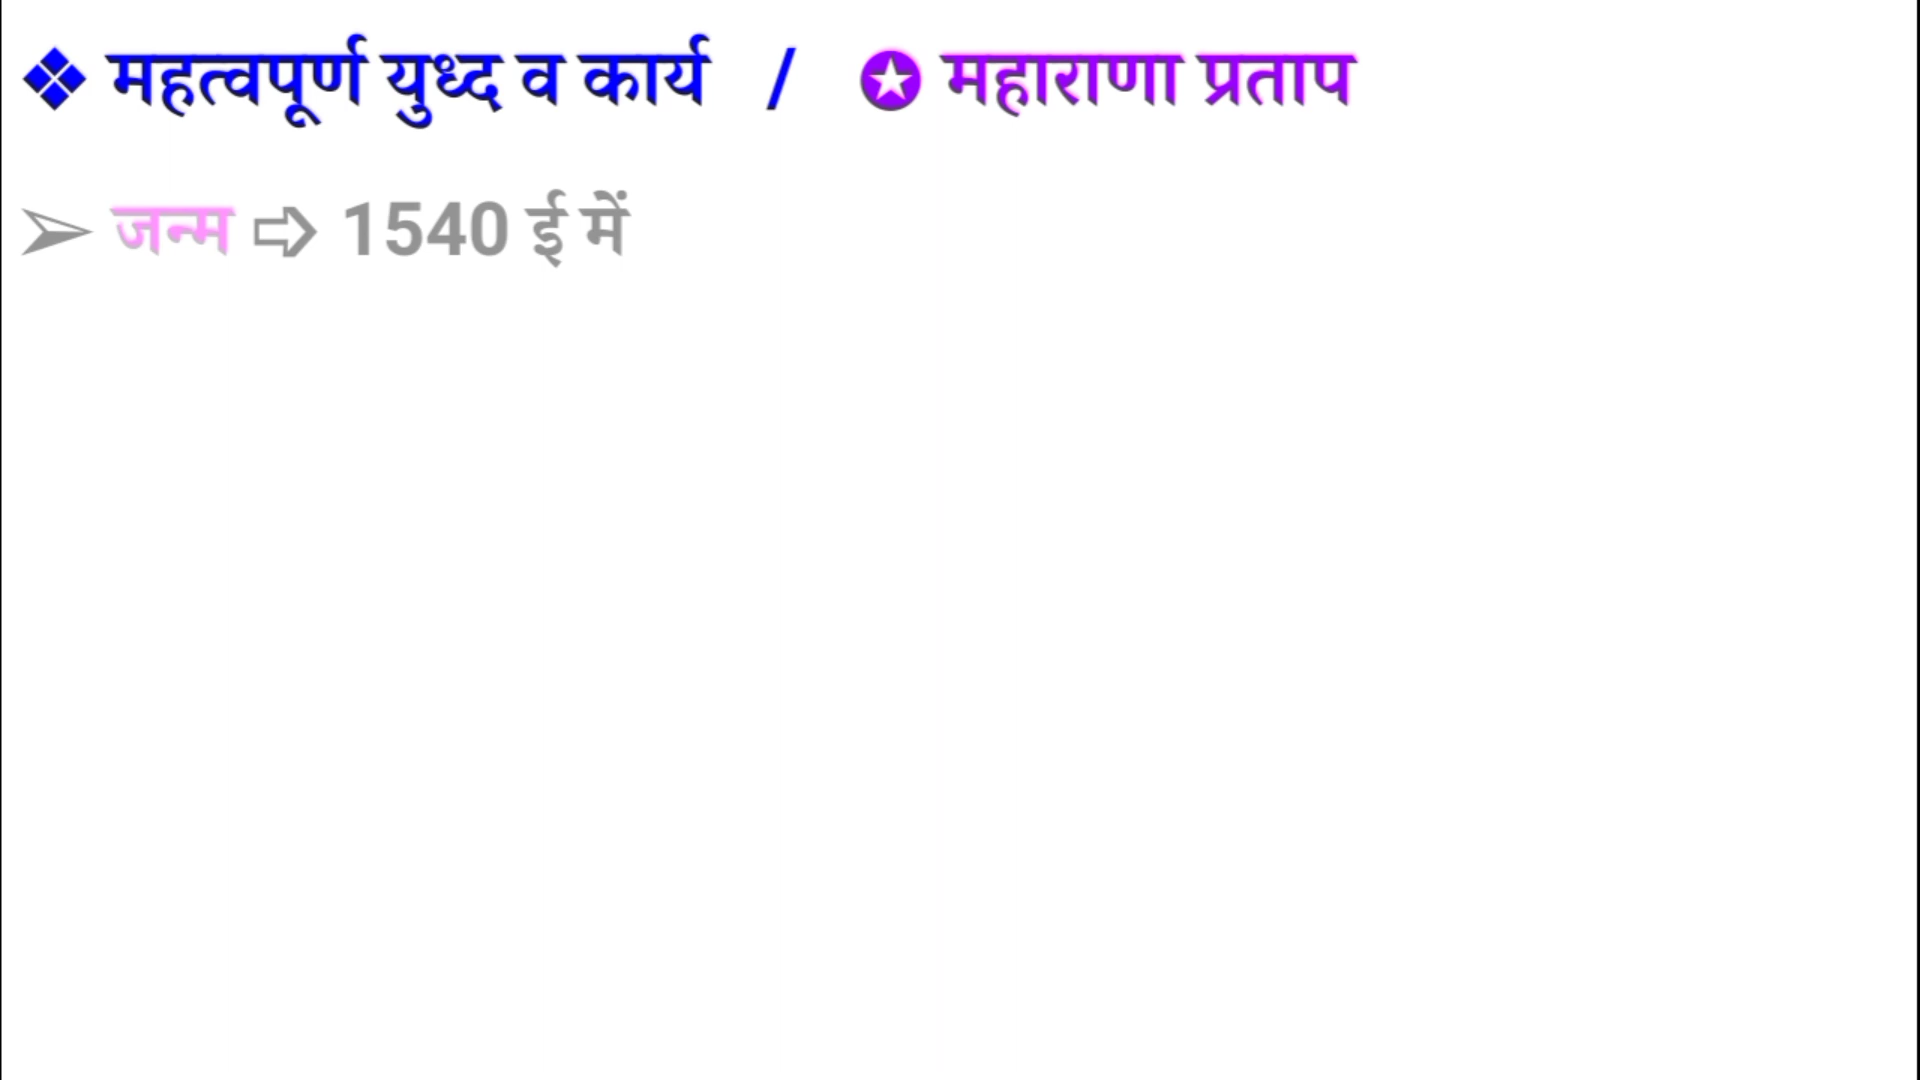 ❖ महत्वपूर्ण युध्द व कार्य / ✪ महाराणा प्रताप
➢ जन्म ➩ 1540 ई में